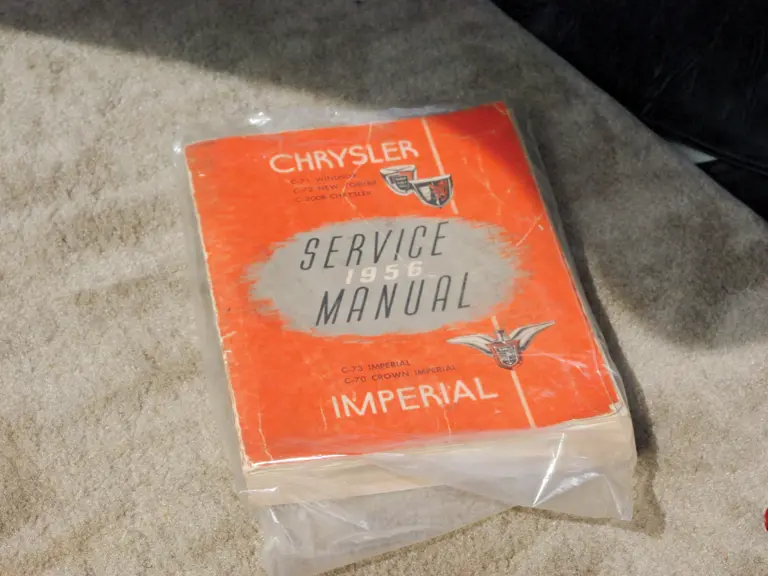 CHRYSLER
C-71 WINDSOR
C-72 NEW YORKER
C-300B CHRYSLER
SERVICE
1956
MANUAL
C-73 IMPERIAL
C-70 CROWN IMPERIAL
IMPERIAL